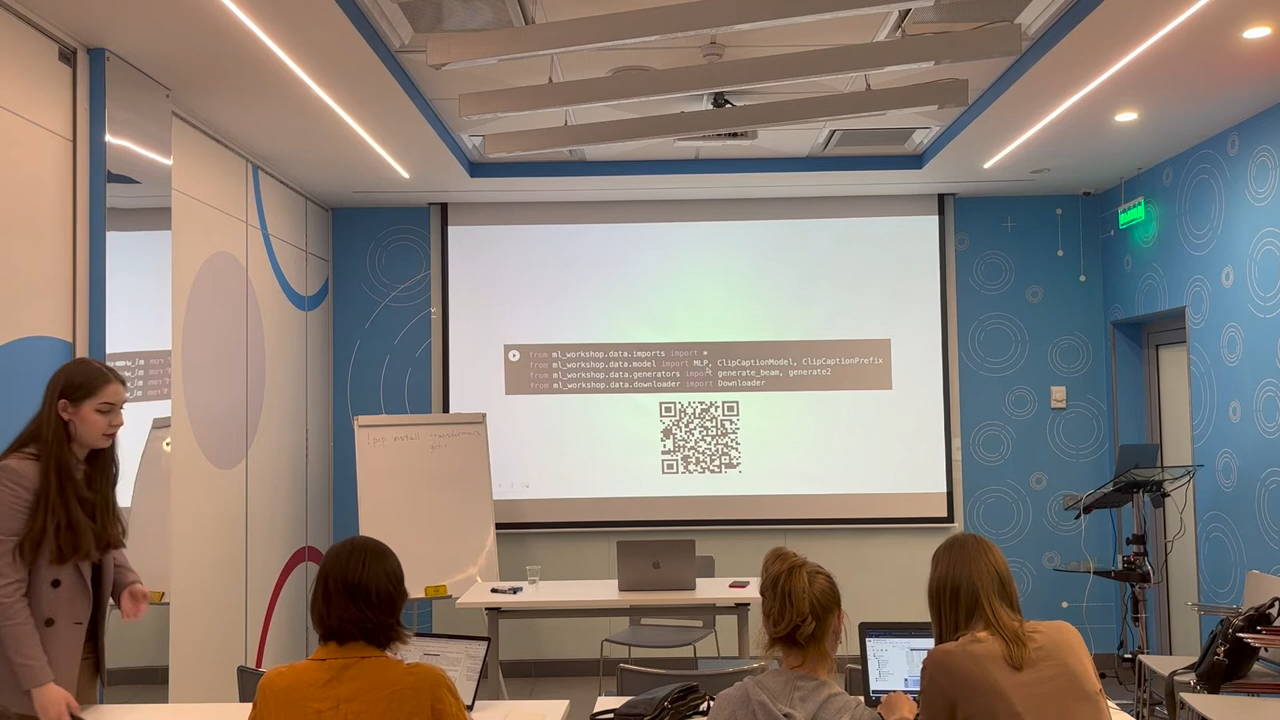 from ml_workshop.data.imports import *
from ml_workshop.data.model import MLP, ClipCaptionModel, ClipCaptionPrefix
from ml_workshop.data.generators import generate_beam, generate2
from ml_workshop.data.downloader import Downloader
!pip install transformers